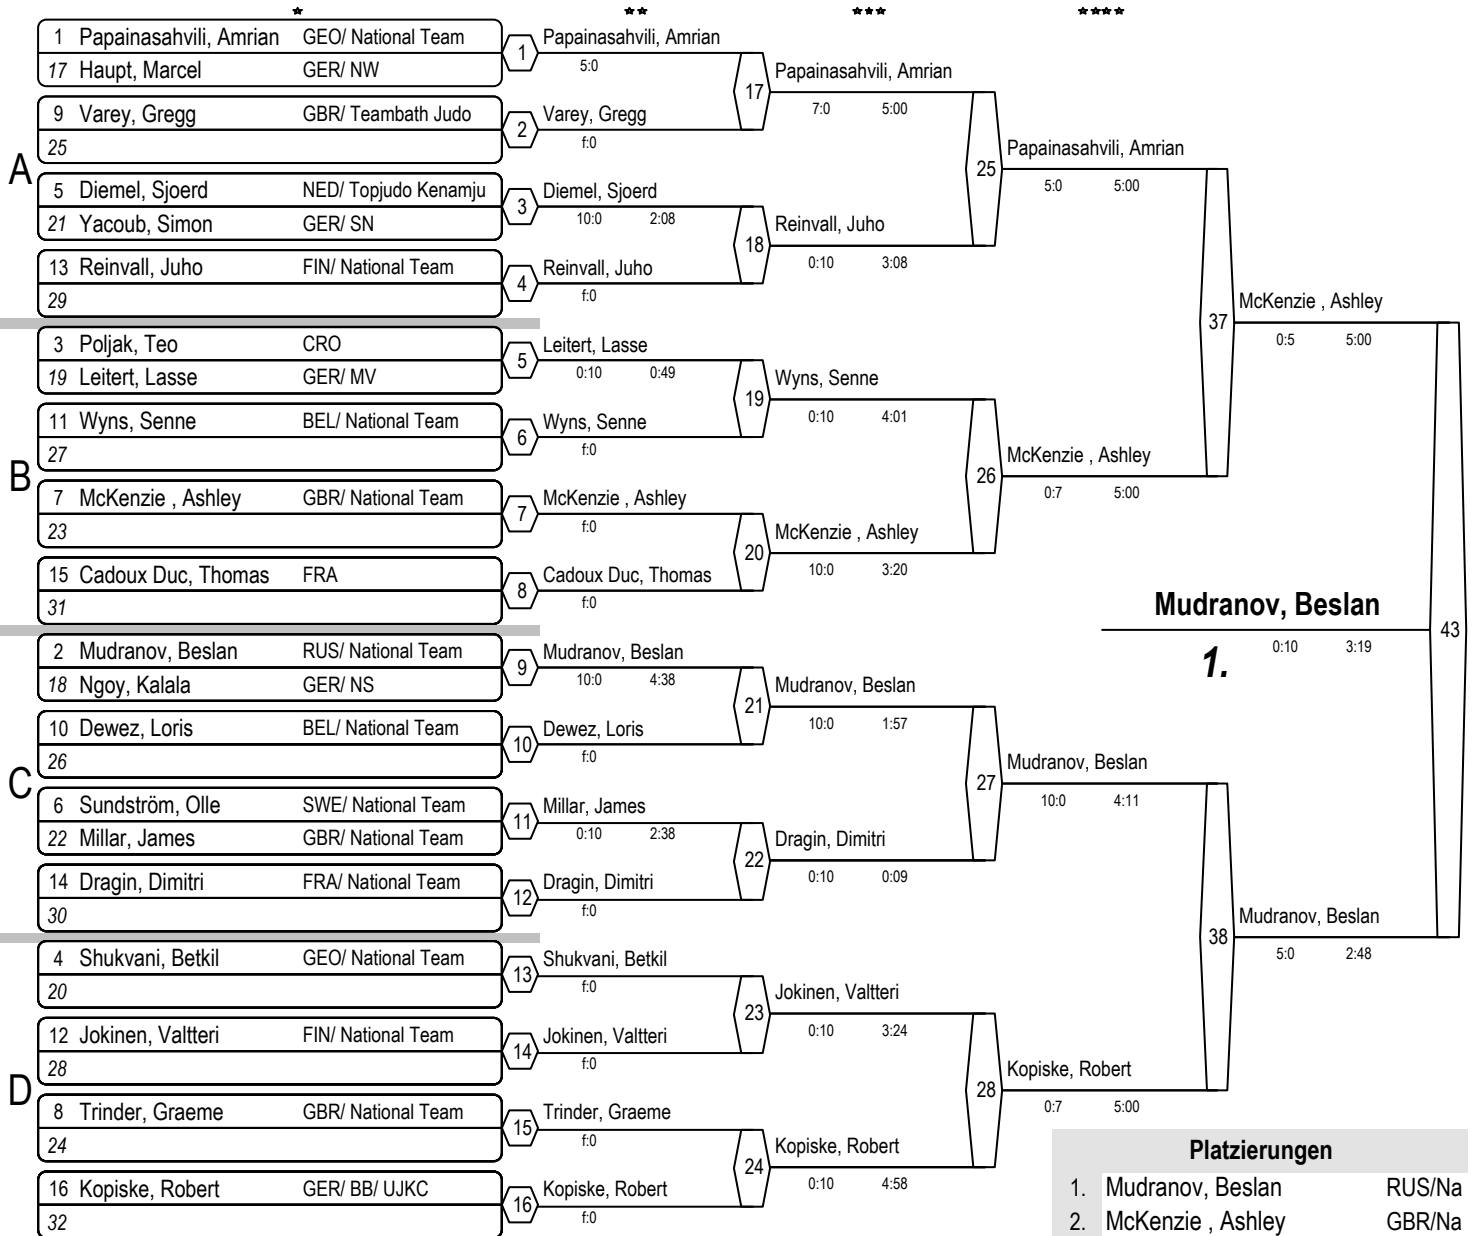 * ** *** ****
A
1 Papainasahvili, Amrian GEO/ National Team
17 Haupt, Marcel GER/ NW
9 Varey, Gregg GBR/ Teambath Judo
25
5 Diemel, Sjoerd NED/ Topjudo Kenamju
21 Yacoub, Simon GER/ SN
13 Reinvall, Juho FIN/ National Team
29
B
3 Poljak, Teo CRO
19 Leitert, Lasse GER/ MV
11 Wyns, Senne BEL/ National Team
27
7 McKenzie , Ashley GBR/ National Team
23
15 Cadoux Duc, Thomas FRA
31
C
2 Mudranov, Beslan RUS/ National Team
18 Ngoy, Kalala GER/ NS
10 Dewez, Loris BEL/ National Team
26
6 Sundström, Olle SWE/ National Team
22 Millar, James GBR/ National Team
14 Dragin, Dimitri FRA/ National Team
30
D
4 Shukvani, Betkil GEO/ National Team
20
12 Jokinen, Valtteri FIN/ National Team
28
8 Trinder, Graeme GBR/ National Team
24
16 Kopiske, Robert GER/ BB/ UJKC
32
1 Papainasahvili, Amrian
5:0
2 Varey, Gregg
f:0
3 Diemel, Sjoerd
10:0 2:08
4 Reinvall, Juho
f:0
5 Leitert, Lasse
0:10 0:49
6 Wyns, Senne
f:0
7 McKenzie , Ashley
f:0
8 Cadoux Duc, Thomas
f:0
9 Mudranov, Beslan
10:0 4:38
10 Dewez, Loris
f:0
11 Millar, James
0:10 2:38
12 Dragin, Dimitri
f:0
13 Shukvani, Betkil
f:0
14 Jokinen, Valtteri
f:0
15 Trinder, Graeme
f:0
16 Kopiske, Robert
f:0
17 Papainasahvili, Amrian
7:0 5:00
18 Reinvall, Juho
0:10 3:08
19 Wyns, Senne
0:10 4:01
20 McKenzie , Ashley
10:0 3:20
21 Mudranov, Beslan
10:0 1:57
22 Dragin, Dimitri
0:10 0:09
23 Jokinen, Valtteri
0:10 3:24
24 Kopiske, Robert
0:10 4:58
25 Papainasahvili, Amrian
5:0 5:00
26 McKenzie , Ashley
0:7 5:00
27 Mudranov, Beslan
10:0 4:11
28 Kopiske, Robert
0:7 5:00
37 McKenzie , Ashley
0:5 5:00
38 Mudranov, Beslan
5:0 2:48
Mudranov, Beslan 43
1. 0:10 3:19
Platzierungen
1. Mudranov, Beslan RUS/Na
2. McKenzie , Ashley GBR/Na